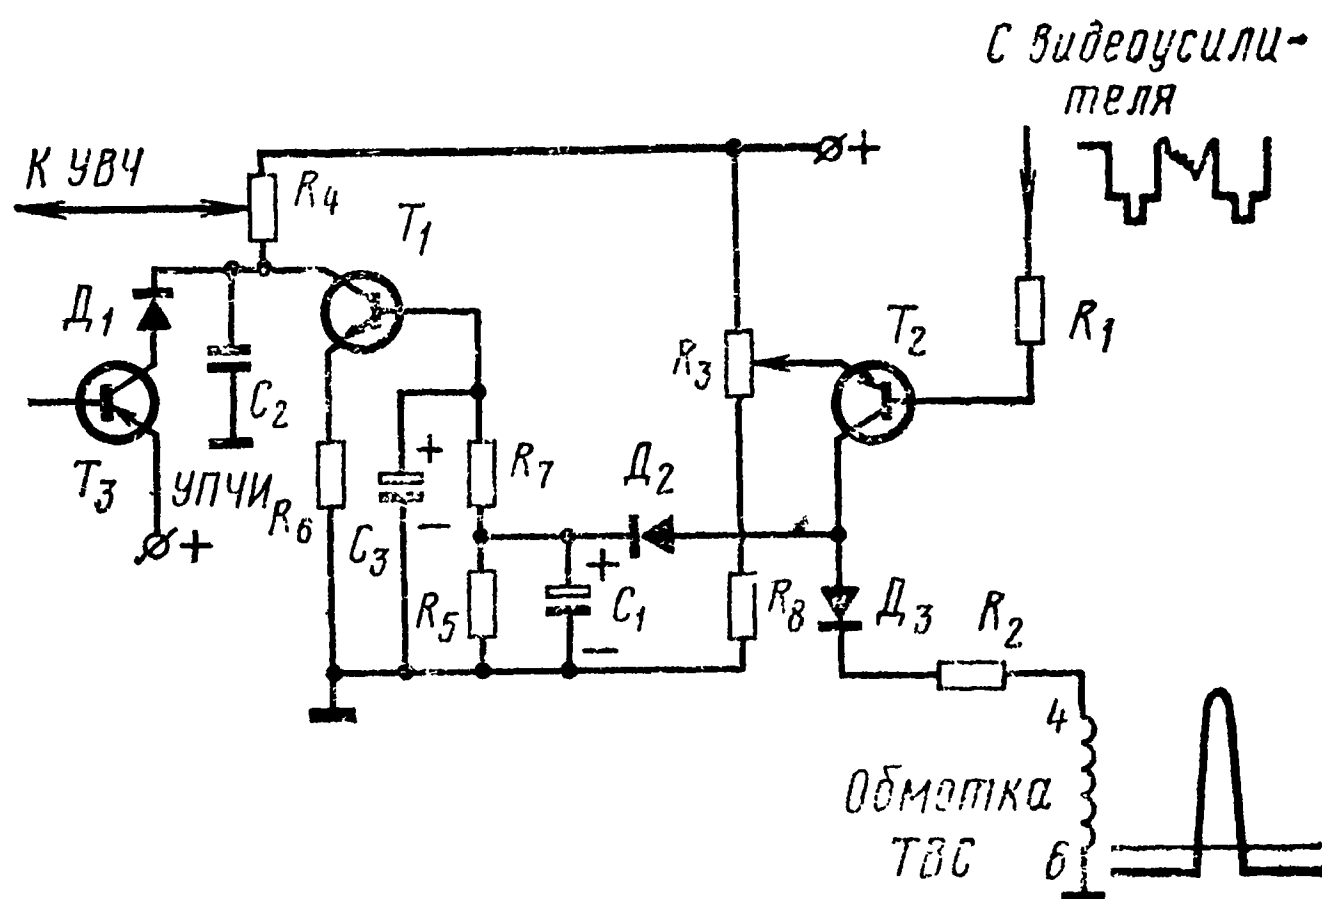 С видеоусили-
теля
К УВЧ
R4
T1
+
Д1
T2
R1
R3
C2
T3
УПЧИ
+
R6
+
C3
−
R7
Д2
R5
+
C1
−
R8
Д3
R2
4
Обмотка
ТВС
6